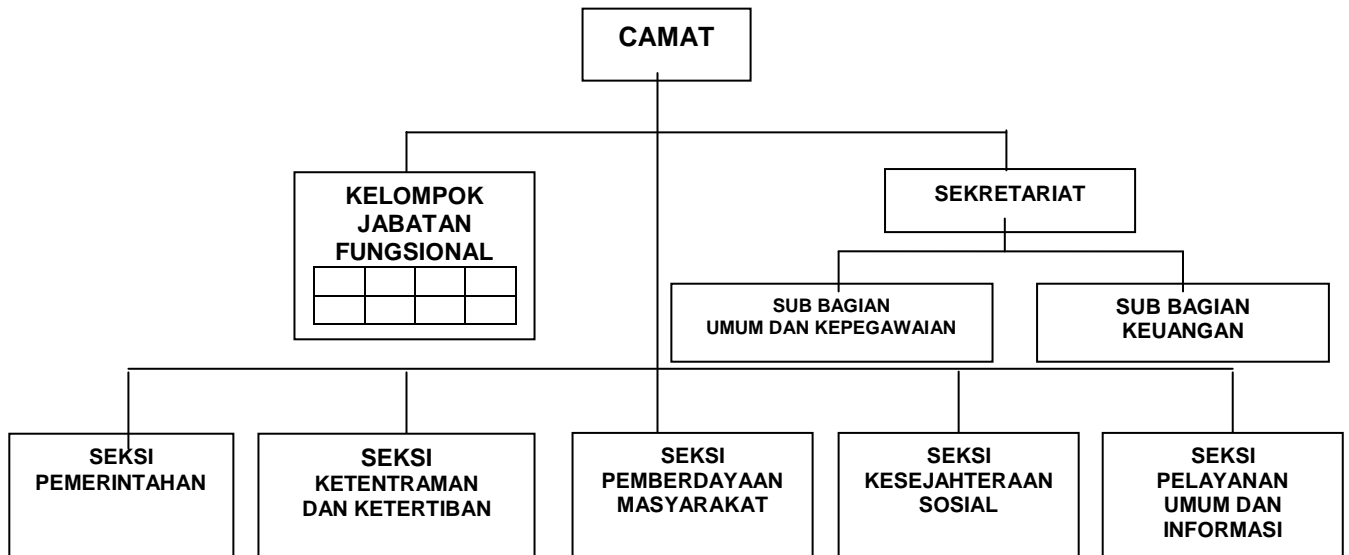 CAMAT
KELOMPOK
JABATAN
FUNGSIONAL
SEKRETARIAT
SUB BAGIAN
UMUM DAN KEPEGAWAIAN
SUB BAGIAN
KEUANGAN
SEKSI
PEMERINTAHAN
SEKSI
KETENTRAMAN
DAN KETERTIBAN
SEKSI
PEMBERDAYAAN
MASYARAKAT
SEKSI
KESEJAHTERAAN
SOSIAL
SEKSI
PELAYANAN
UMUM DAN
INFORMASI